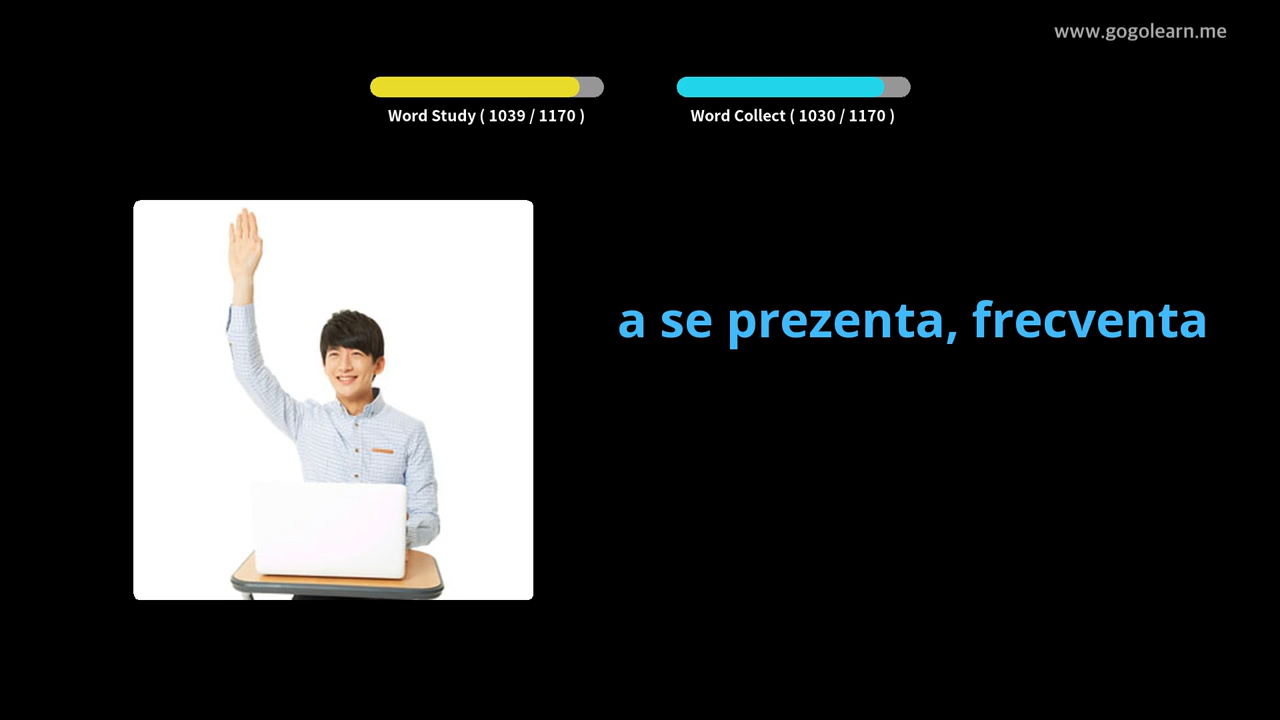 www.gogolearn.me
Word Study ( 1039 / 1170 )
Word Collect ( 1030 / 1170 )
a se prezenta, frecventa